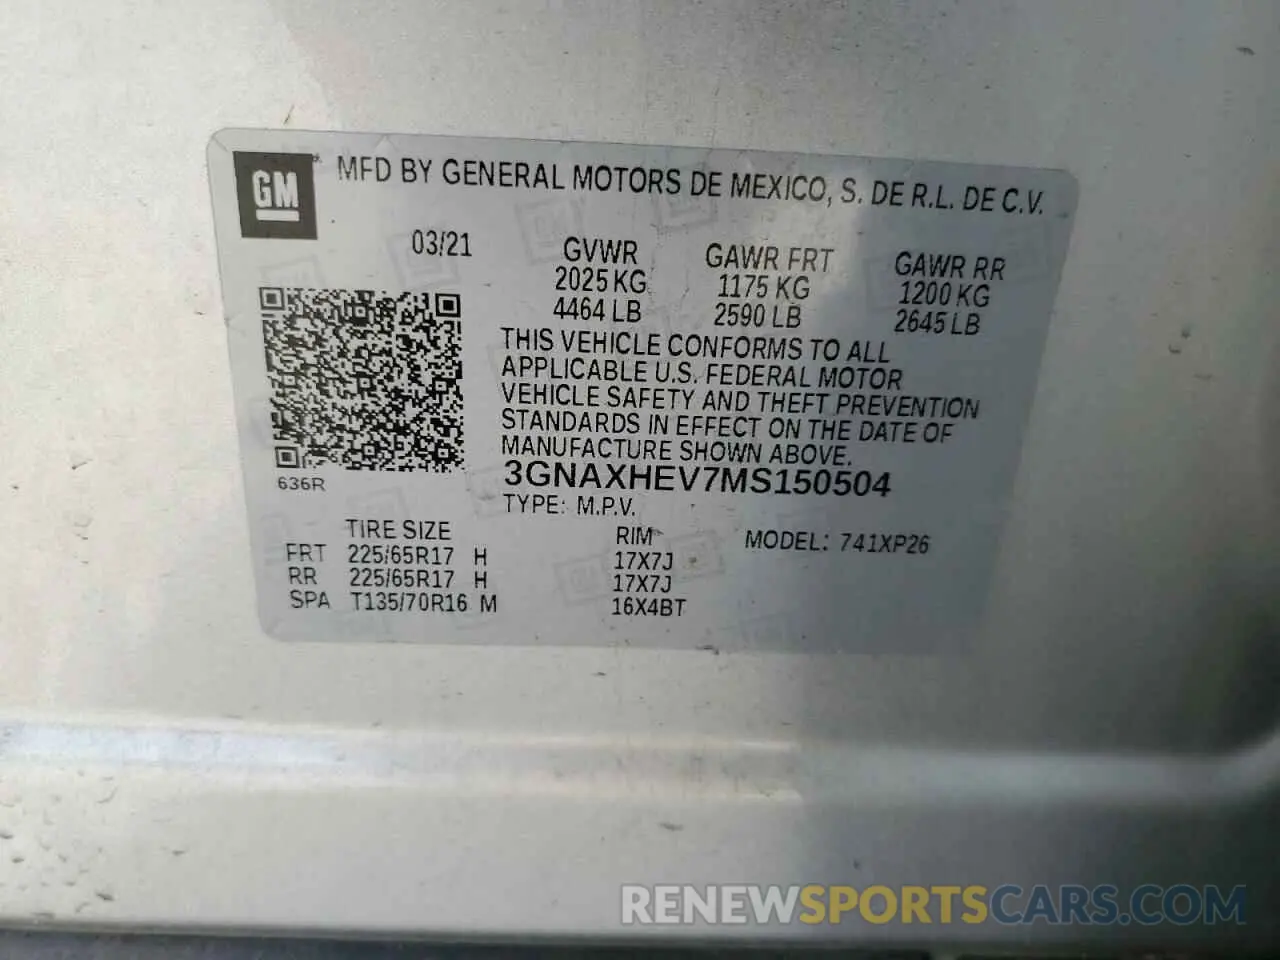 GM
MFD BY GENERAL MOTORS DE MEXICO, S. DE R.L. DE C.V.
03/21 GVWR GAWR FRT GAWR RR
2025 KG 1175 KG 1200 KG
4464 LB 2590 LB 2645 LB
THIS VEHICLE CONFORMS TO ALL
APPLICABLE U.S. FEDERAL MOTOR
VEHICLE SAFETY AND THEFT PREVENTION
STANDARDS IN EFFECT ON THE DATE OF
MANUFACTURE SHOWN ABOVE.
636R
3GNAXHEV7MS150504
TYPE: M.P.V.
TIRE SIZE RIM MODEL: 741XP26
FRT 225/65R17 H 17X7J
RR 225/65R17 H 17X7J
SPA T135/70R16 M 16X4BT
RENEWSPORTSCARS.COM